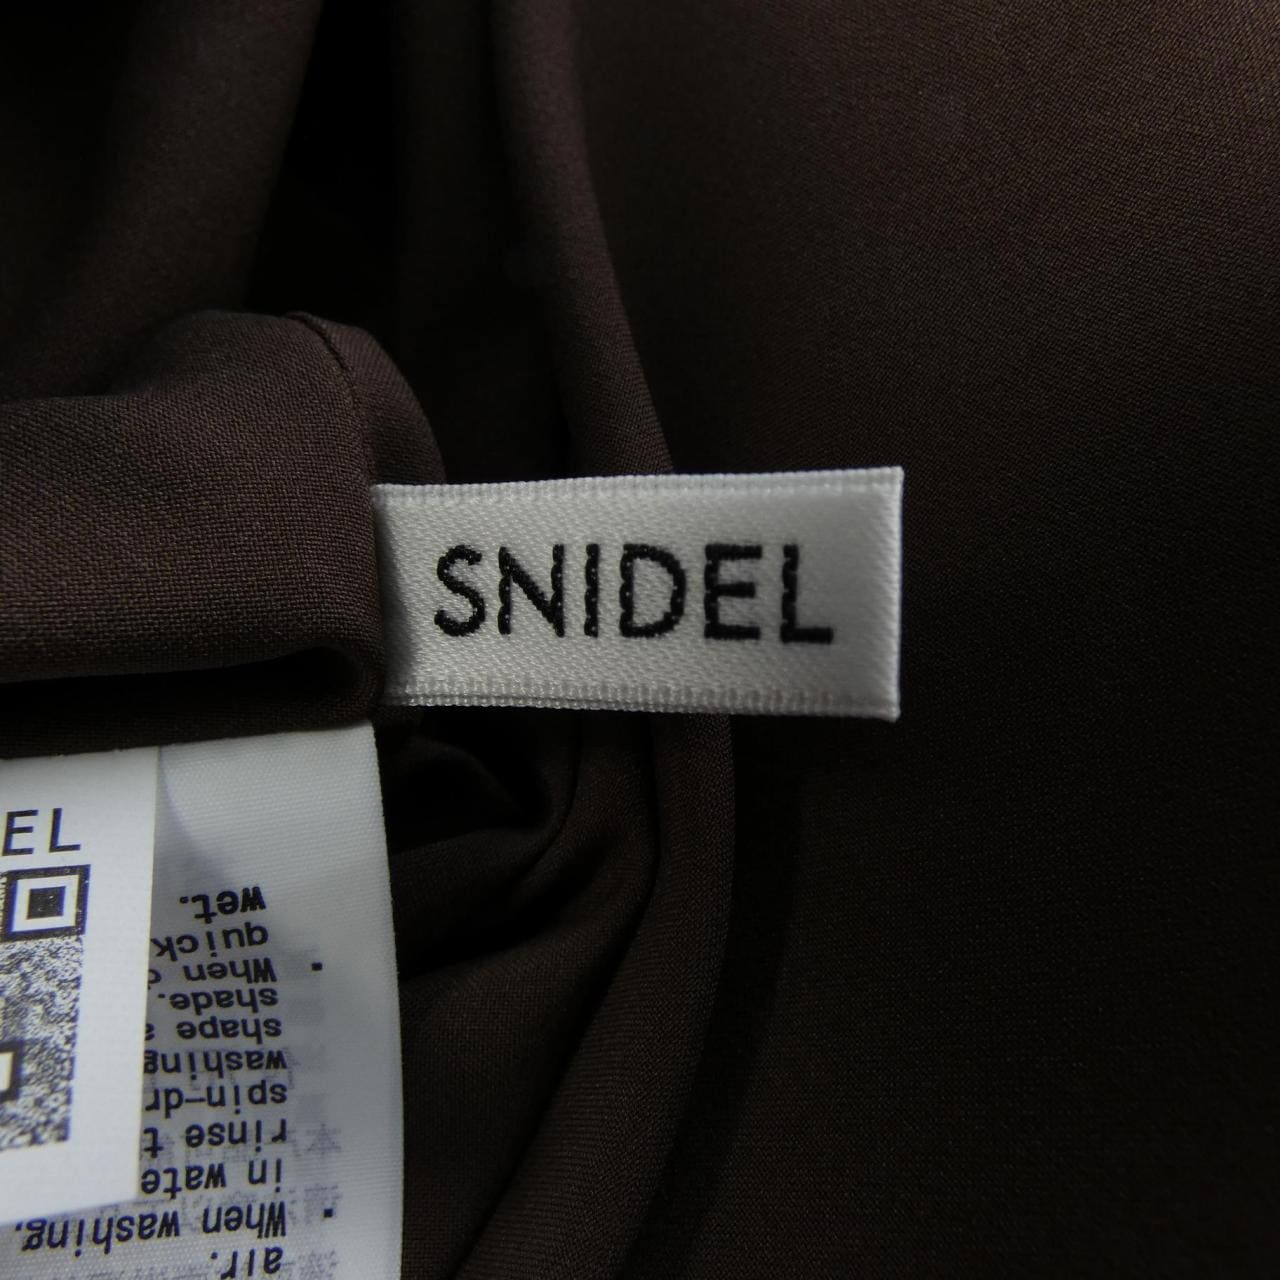 SNIDEL
EL
air.
When washing,
in wate
rinse t
spin-dr
washing
shape a
shade.
When d
quick
wet.